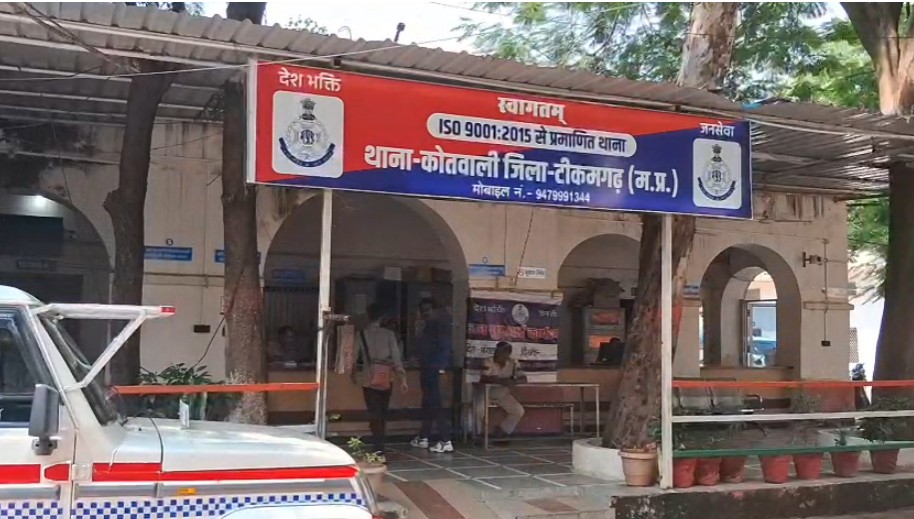 देश भक्ति
स्वागतम्
जनसेवा
ISO 9001:2015 से प्रमाणित थाना
थाना-कोतवाली जिला-टीकमगढ़ (म.प्र.)
मोबाइल नं.- 9479991344